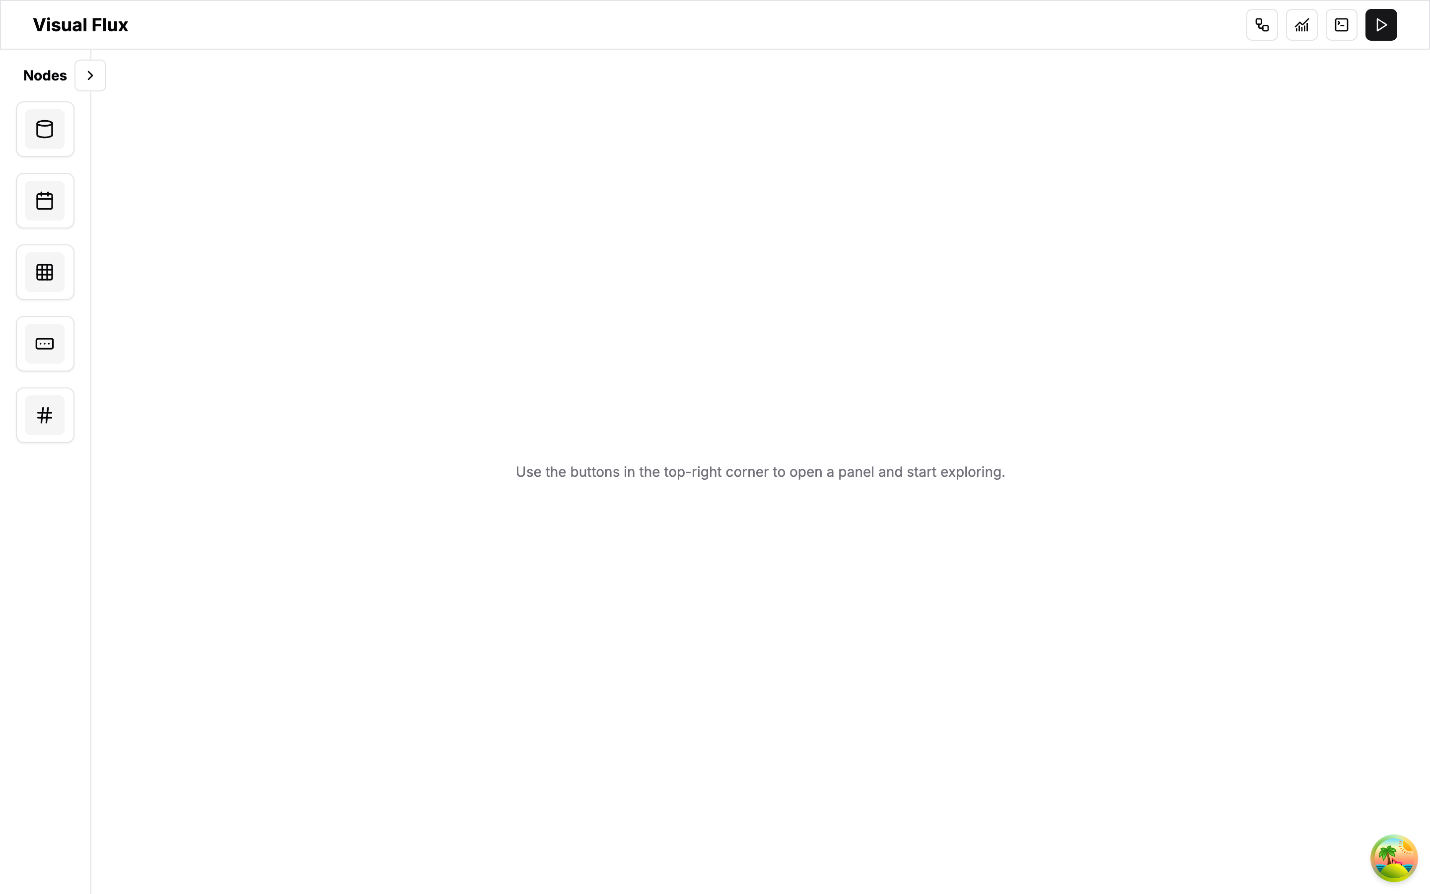 Visual Flux
Nodes
Use the buttons in the top-right corner to open a panel and start exploring.